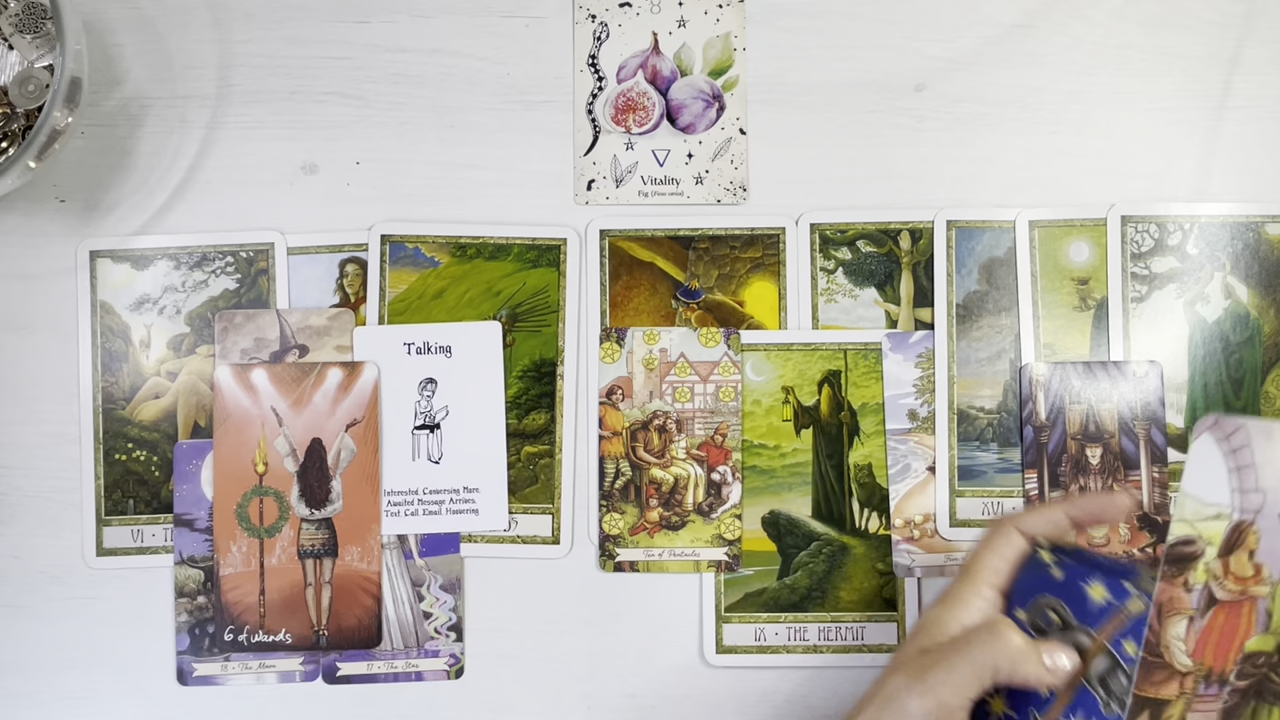 8
Vitality
Fig (Ficus carica)
Talking
Interested, Conversing More,
Awaited Message Arrives,
Text, Call, Email, Hoovering
VI • T
XVI
Ten of Pentacles
IX • THE HERMIT
6 of Wands
18 • The Moon
17 • The Star